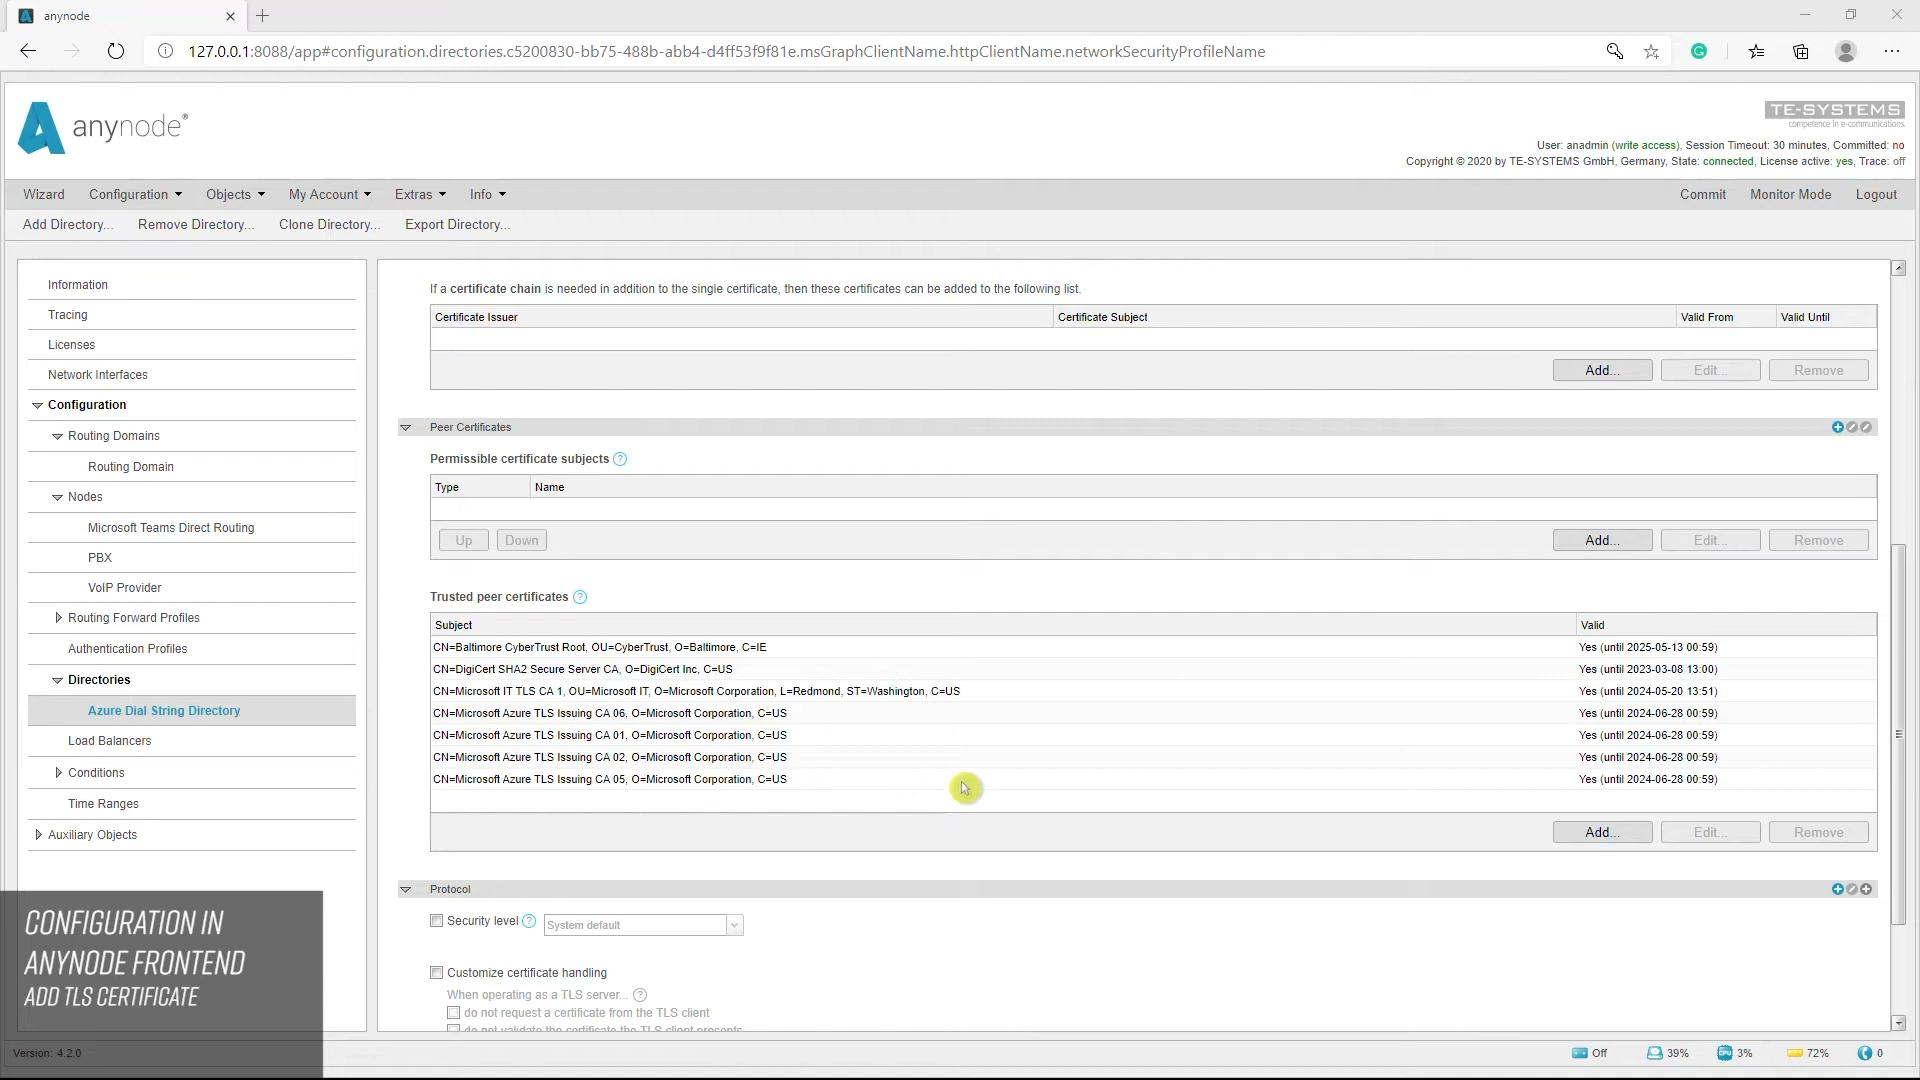 anynode
127.0.0.1:8088/app#configuration.directories.c5200830-bb75-488b-abb4-d4ff53f9f81e.msGraphClientName.httpClientName.networkSecurityProfileName
anynode®
TE-SYSTEMS
competence in e-communications.
User: anadmin (write access), Session Timeout: 30 minutes, Committed: no
Copyright © 2020 by TE-SYSTEMS GmbH, Germany, State: connected, License active: yes, Trace: off
Wizard Configuration Objects My Account Extras Info Commit Monitor Mode Logout
Add Directory... Remove Directory... Clone Directory... Export Directory...
Information
Tracing
Licenses
Network Interfaces
Configuration
Routing Domains
Routing Domain
Nodes
Microsoft Teams Direct Routing
PBX
VoIP Provider
Routing Forward Profiles
Authentication Profiles
Directories
Azure Dial String Directory
Load Balancers
Conditions
Time Ranges
Auxiliary Objects
If a certificate chain is needed in addition to the single certificate, then these certificates can be added to the following list.
Certificate Issuer Certificate Subject Valid From Valid Until
Add... Edit... Remove
Peer Certificates
Permissible certificate subjects ?
Type Name
Up Down Add... Edit... Remove
Trusted peer certificates ?
Subject Valid
CN=Baltimore CyberTrust Root, OU=CyberTrust, O=Baltimore, C=IE Yes (until 2025-05-13 00:59)
CN=DigiCert SHA2 Secure Server CA, O=DigiCert Inc, C=US Yes (until 2023-03-08 13:00)
CN=Microsoft IT TLS CA 1, OU=Microsoft IT, O=Microsoft Corporation, L=Redmond, ST=Washington, C=US Yes (until 2024-05-20 13:51)
CN=Microsoft Azure TLS Issuing CA 06, O=Microsoft Corporation, C=US Yes (until 2024-06-28 00:59)
CN=Microsoft Azure TLS Issuing CA 01, O=Microsoft Corporation, C=US Yes (until 2024-06-28 00:59)
CN=Microsoft Azure TLS Issuing CA 02, O=Microsoft Corporation, C=US Yes (until 2024-06-28 00:59)
CN=Microsoft Azure TLS Issuing CA 05, O=Microsoft Corporation, C=US Yes (until 2024-06-28 00:59)
Add... Edit... Remove
Protocol
Security level ? System default
Customize certificate handling
When operating as a TLS server... ?
do not request a certificate from the TLS client
do not validate the certificate the TLS client presents
CONFIGURATION IN
ANYNODE FRONTEND
ADD TLS CERTIFICATE
Version: 4.2.0
Off 39% CPU 3% 72% 0